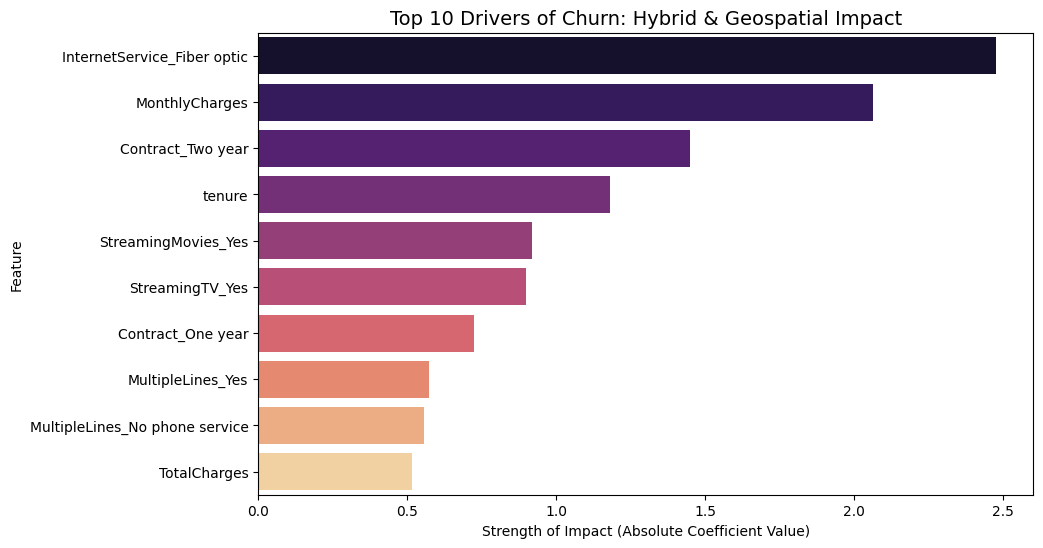 Top 10 Drivers of Churn: Hybrid & Geospatial Impact
Feature
InternetService_Fiber optic
MonthlyCharges
Contract_Two year
tenure
StreamingMovies_Yes
StreamingTV_Yes
Contract_One year
MultipleLines_Yes
MultipleLines_No phone service
TotalCharges
0.0 0.5 1.0 1.5 2.0 2.5
Strength of Impact (Absolute Coefficient Value)